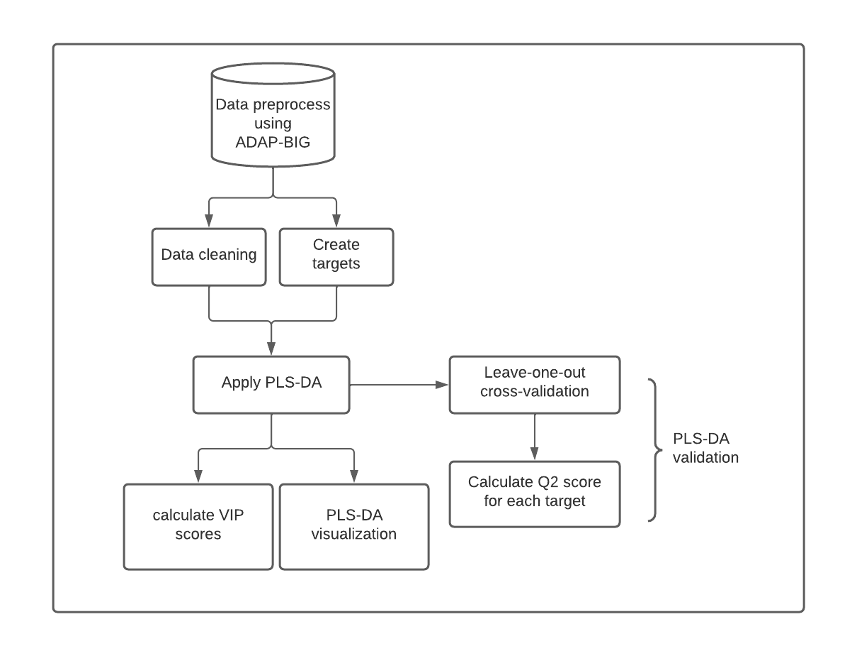 Data preprocess
using
ADAP-BIG
Data cleaning
Create
targets
Apply PLS-DA
Leave-one-out
cross-validation
PLS-DA
validation
Calculate Q2 score
for each target
calculate VIP
scores
PLS-DA
visualization